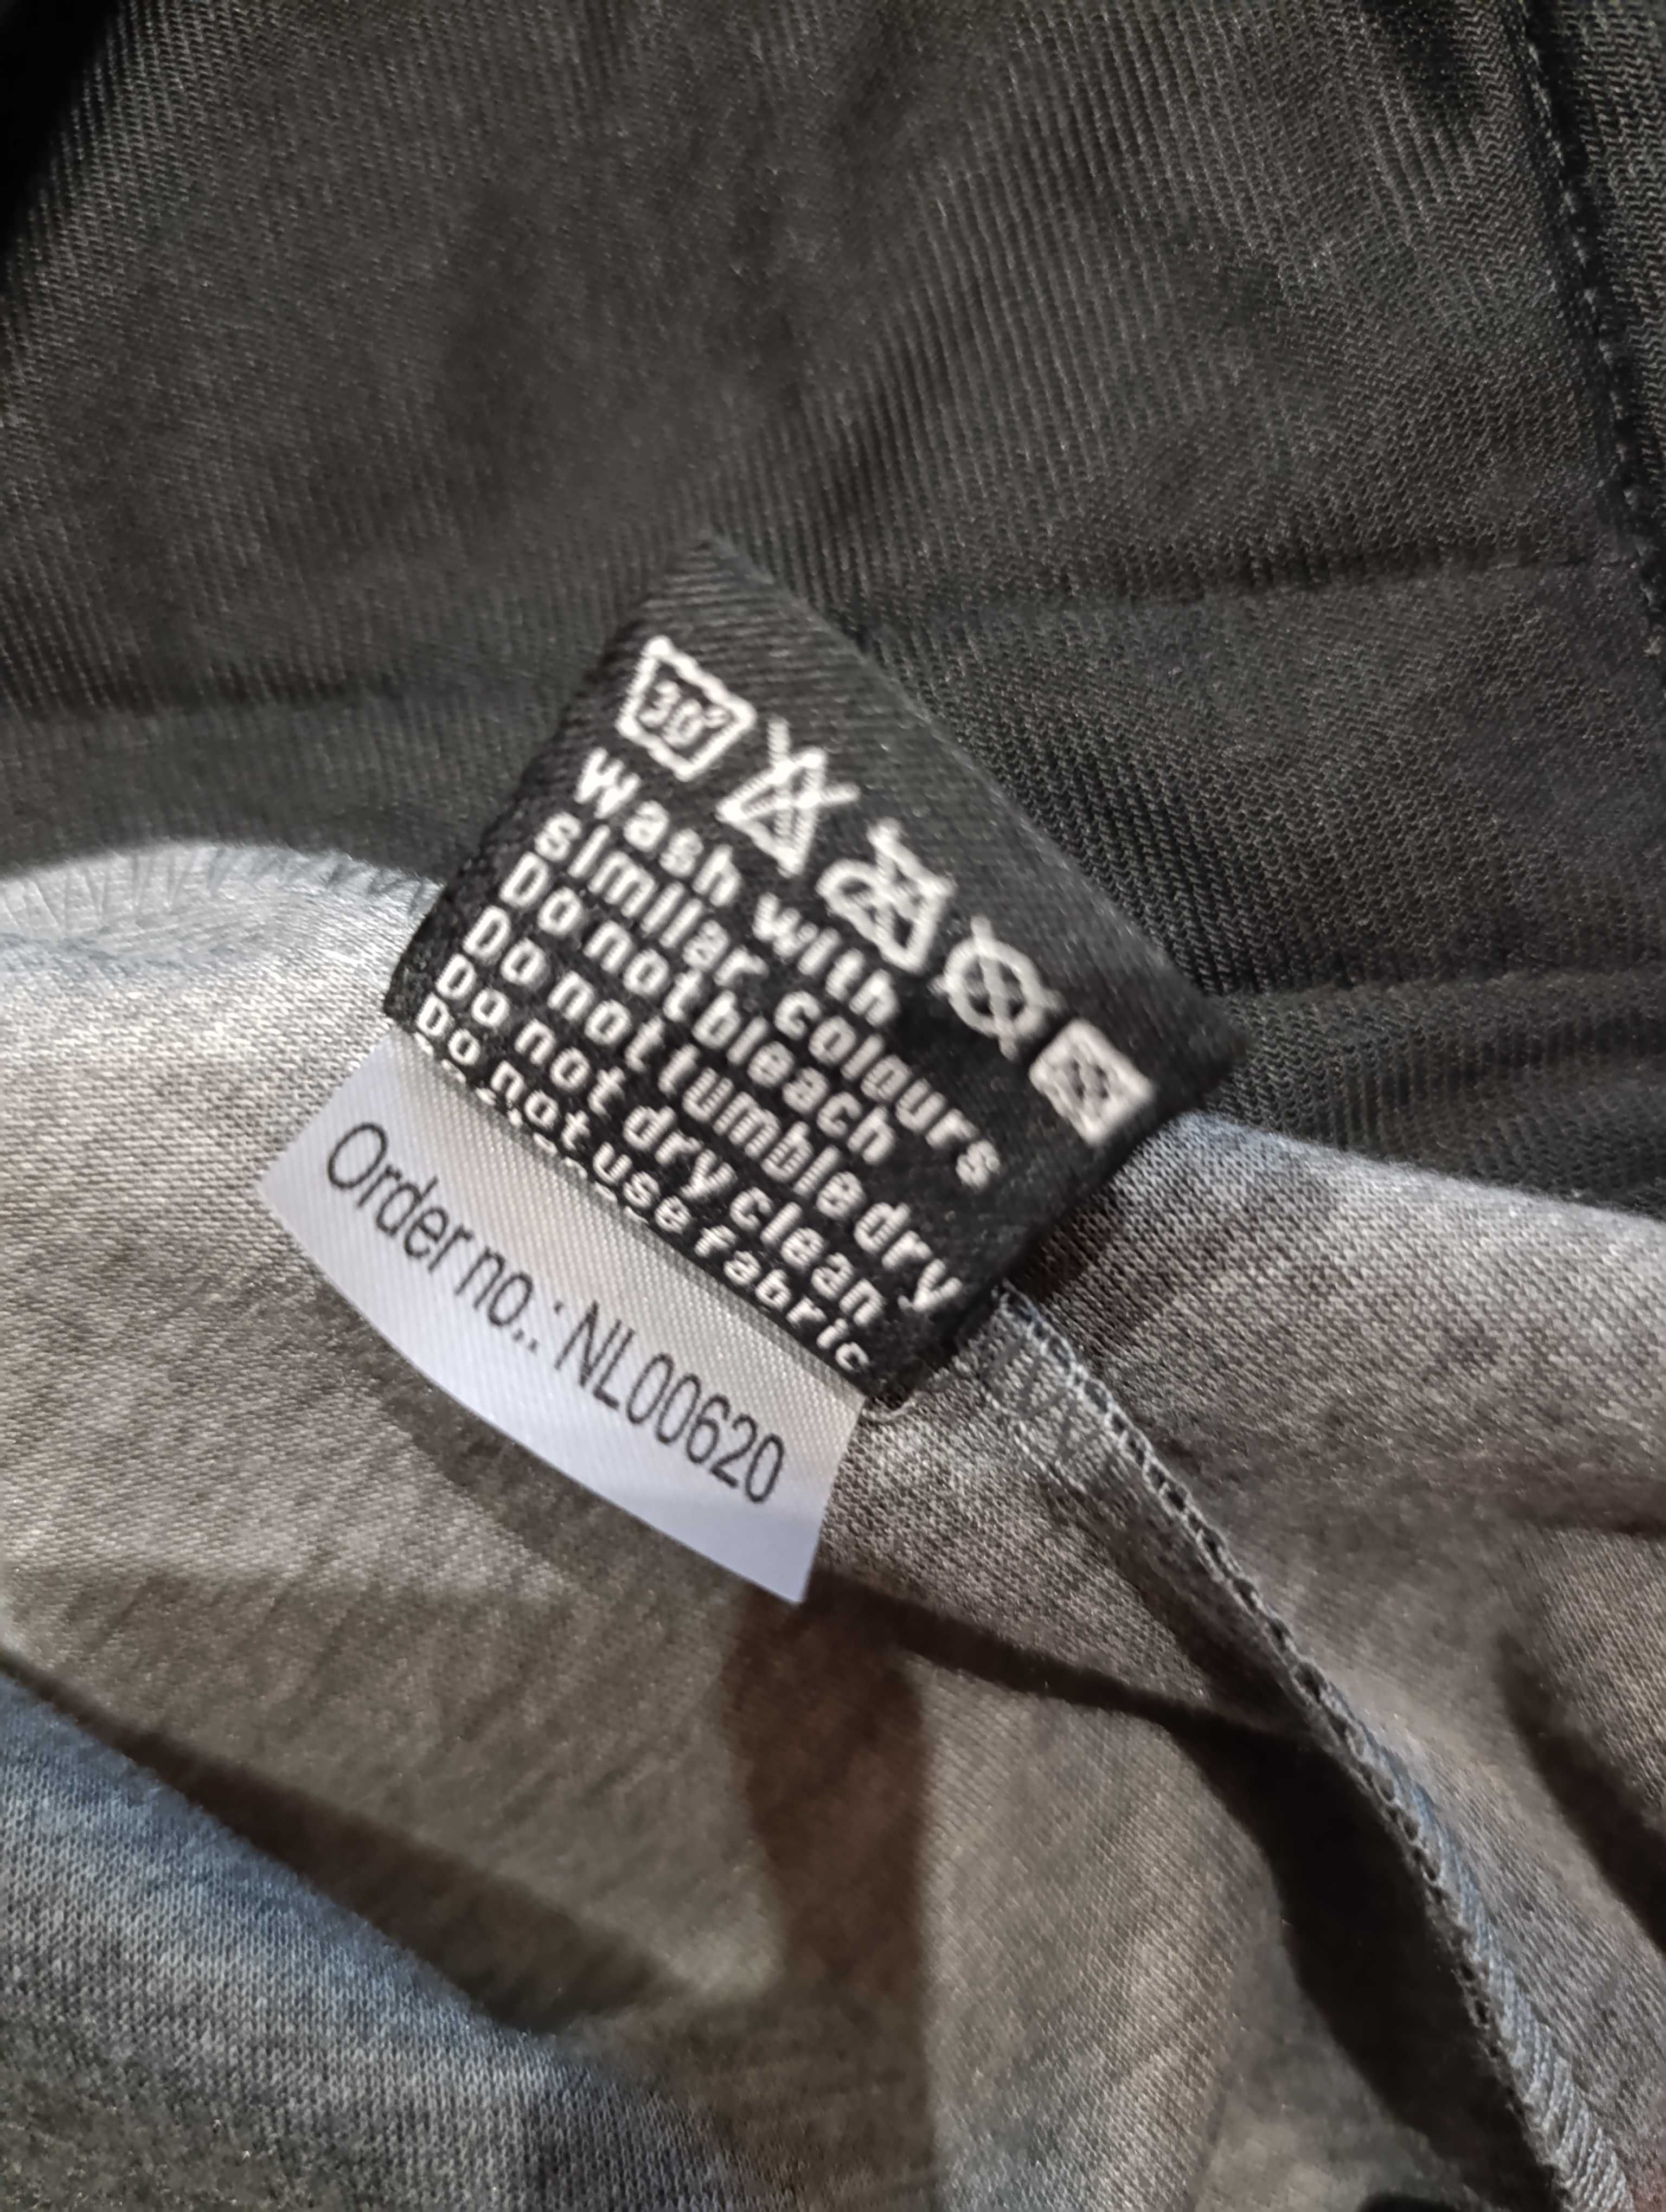 30°
Wash with
similar colours
Do not bleach
Do not tumble dry
Do not dry clean
Do not use fabric
Order no.: NL00620